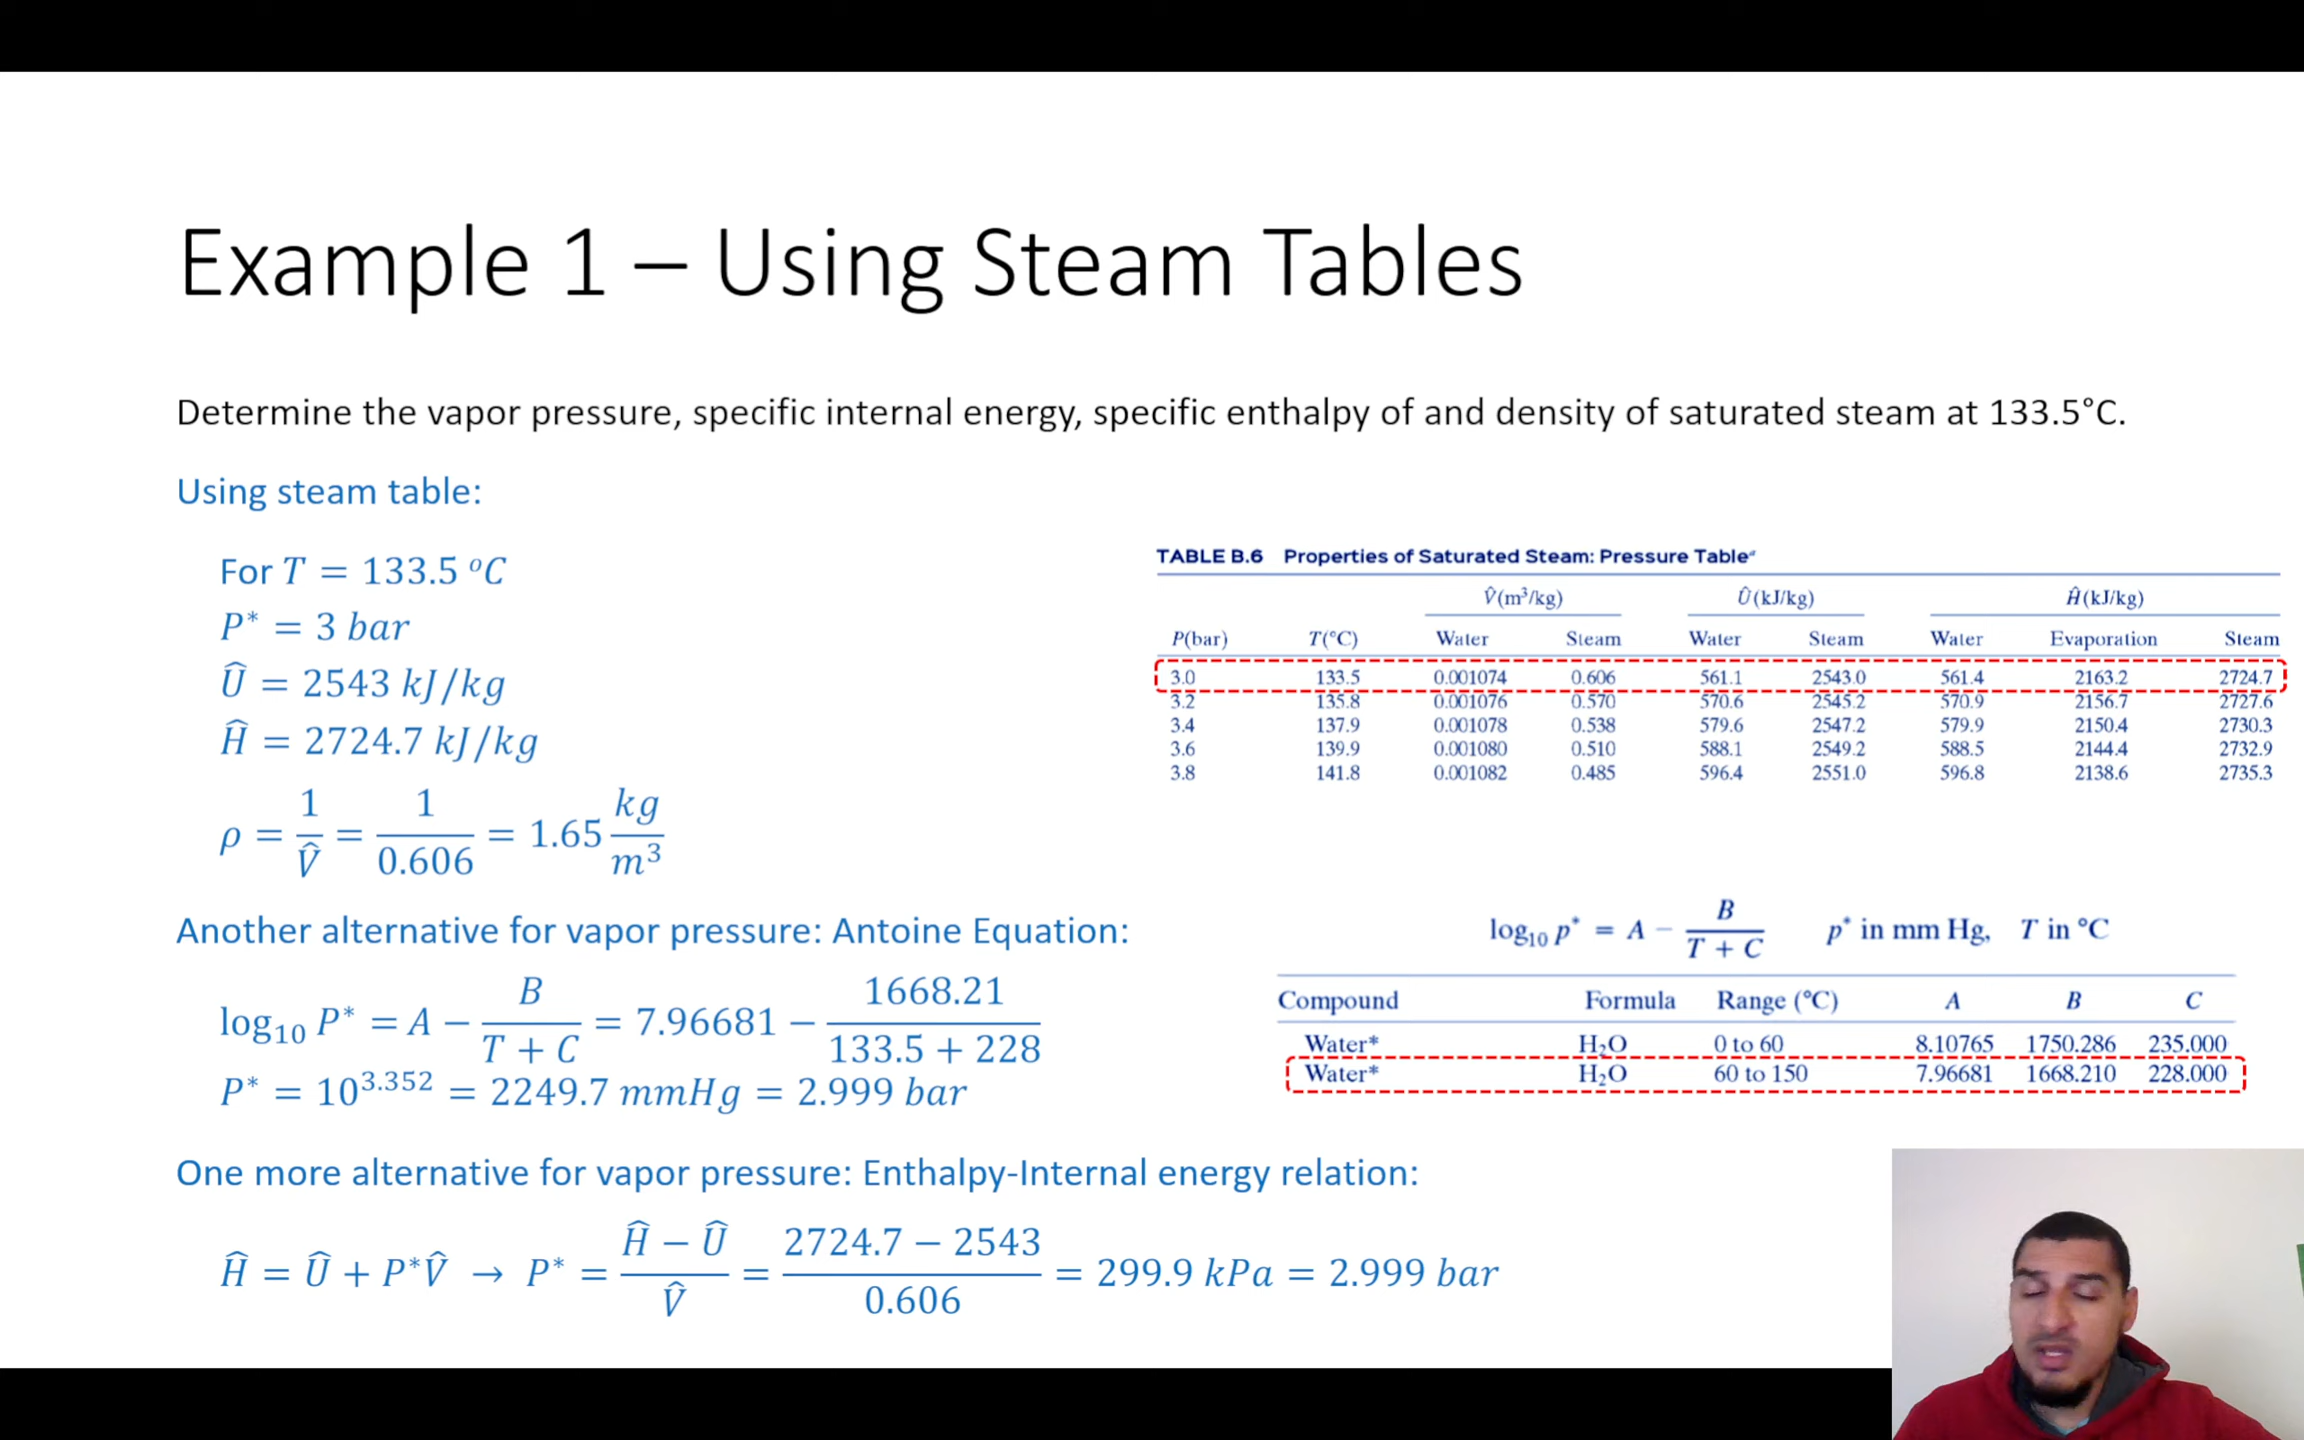 Example 1 – Using Steam Tables
Determine the vapor pressure, specific internal energy, specific enthalpy of and density of saturated steam at 133.5°C.
Using steam table:
For T = 133.5 °C
P* = 3 bar
Û = 2543 kJ/kg
Ĥ = 2724.7 kJ/kg
ρ = 1/V̂ = 1/0.606 = 1.65 kg/m³
TABLE B.6 Properties of Saturated Steam: Pressure Tableᵃ
V̂(m³/kg) Û(kJ/kg) Ĥ(kJ/kg)
P(bar) T(°C) Water Steam Water Steam Water Evaporation Steam
3.0 133.5 0.001074 0.606 561.1 2543.0 561.4 2163.2 2724.7
3.2 135.8 0.001076 0.570 570.6 2545.2 570.9 2156.7 2727.6
3.4 137.9 0.001078 0.538 579.6 2547.2 579.9 2150.4 2730.3
3.6 139.9 0.001080 0.510 588.1 2549.2 588.5 2144.4 2732.9
3.8 141.8 0.001082 0.485 596.4 2551.0 596.8 2138.6 2735.3
Another alternative for vapor pressure: Antoine Equation:
log₁₀ P* = A − B/(T + C) = 7.96681 − 1668.21/(133.5 + 228)
P* = 10^3.352 = 2249.7 mmHg = 2.999 bar
log₁₀ p* = A − B/(T + C) p* in mm Hg, T in °C
Compound Formula Range (°C) A B C
Water* H₂O 0 to 60 8.10765 1750.286 235.000
Water* H₂O 60 to 150 7.96681 1668.210 228.000
One more alternative for vapor pressure: Enthalpy-Internal energy relation:
Ĥ = Û + P*V̂ → P* = (Ĥ − Û)/V̂ = (2724.7 − 2543)/0.606 = 299.9 kPa = 2.999 bar